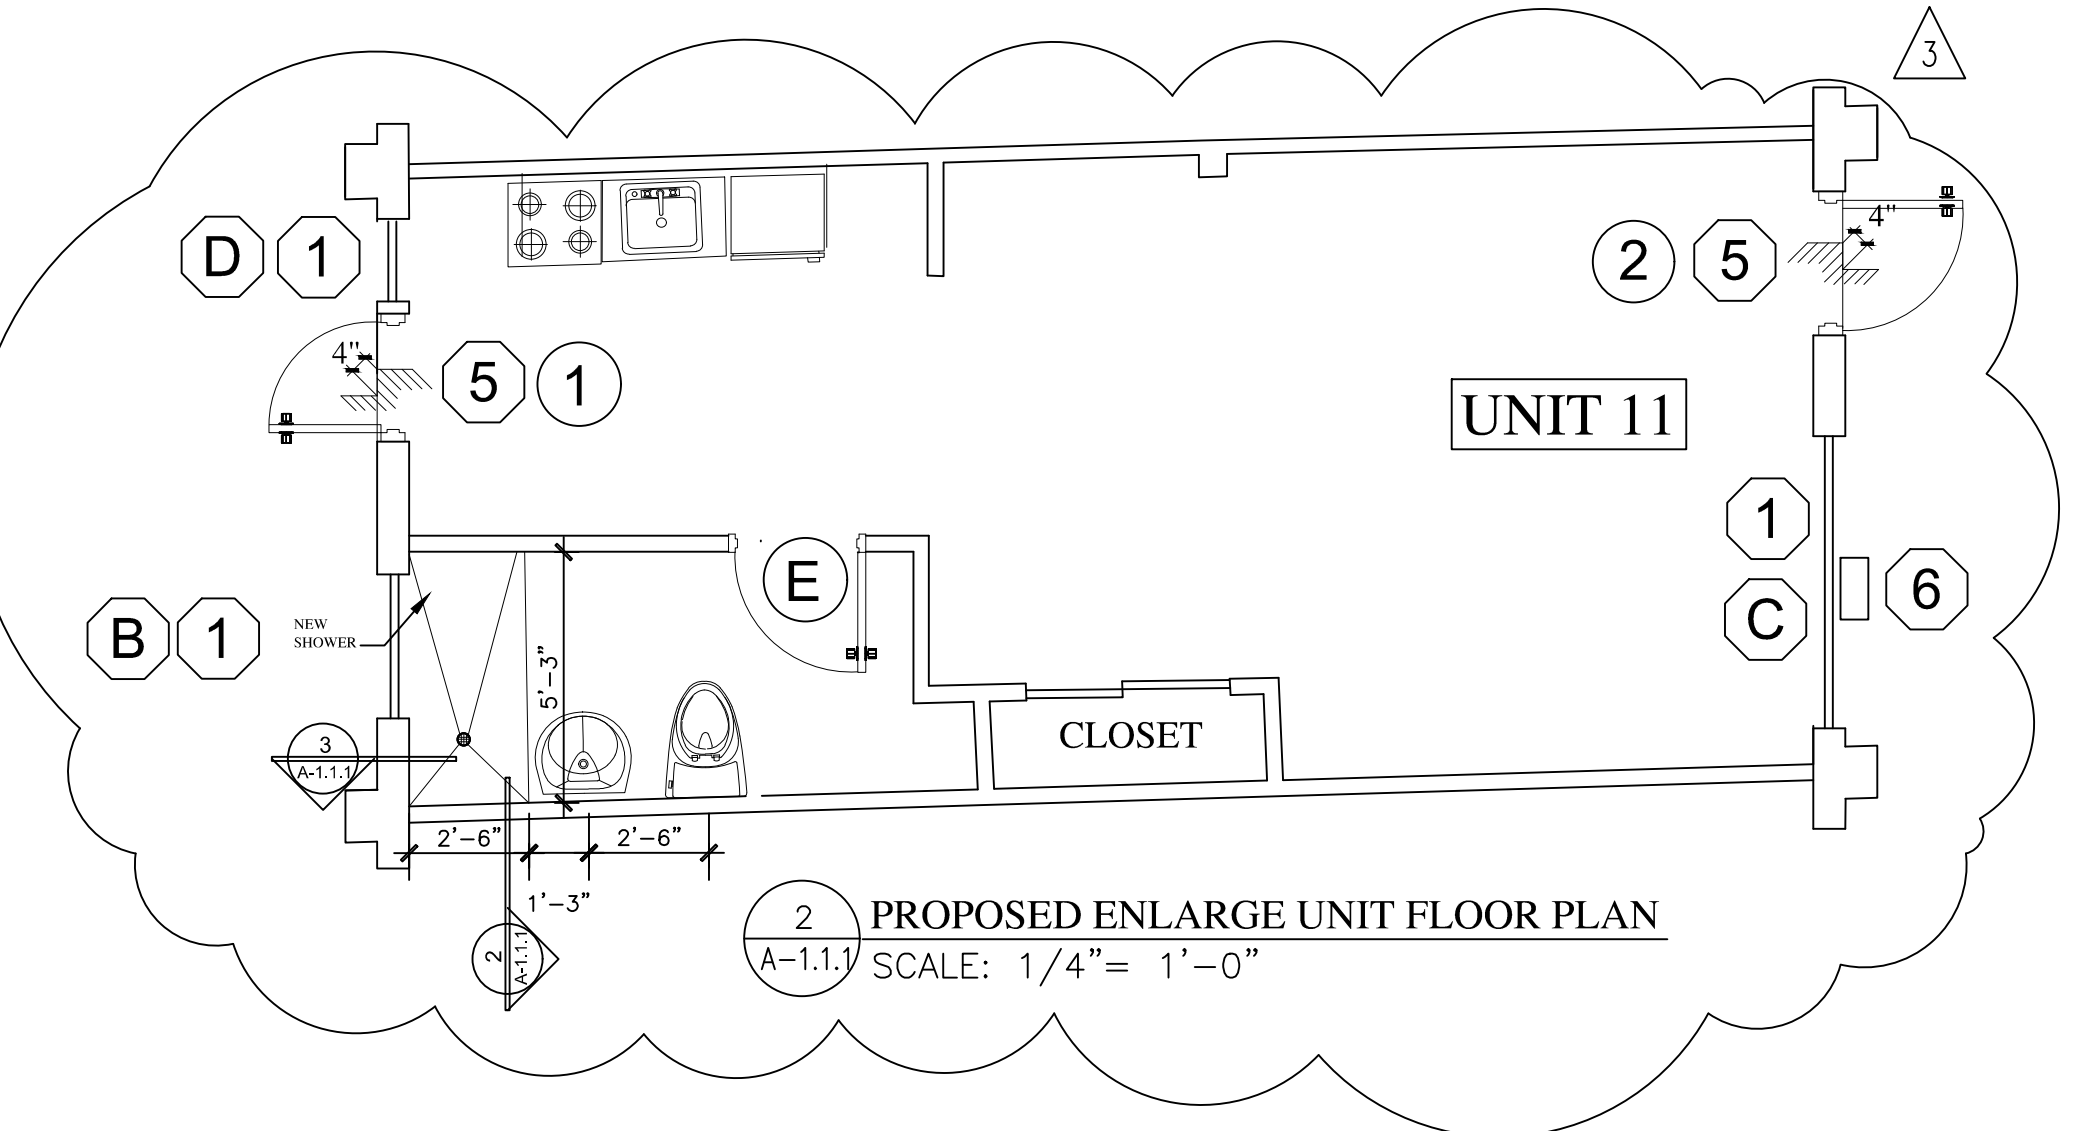 3
4"
D 1
2 5
4"
5 1
UNIT 11
1
E
6
B 1
C
NEW
SHOWER
5'-3"
CLOSET
3
A-1.1.1
2'-6"
2'-6"
1'-3"
2
A-1.1.1
2
A-1.1.1
PROPOSED ENLARGE UNIT FLOOR PLAN
SCALE: 1/4"= 1'-0"